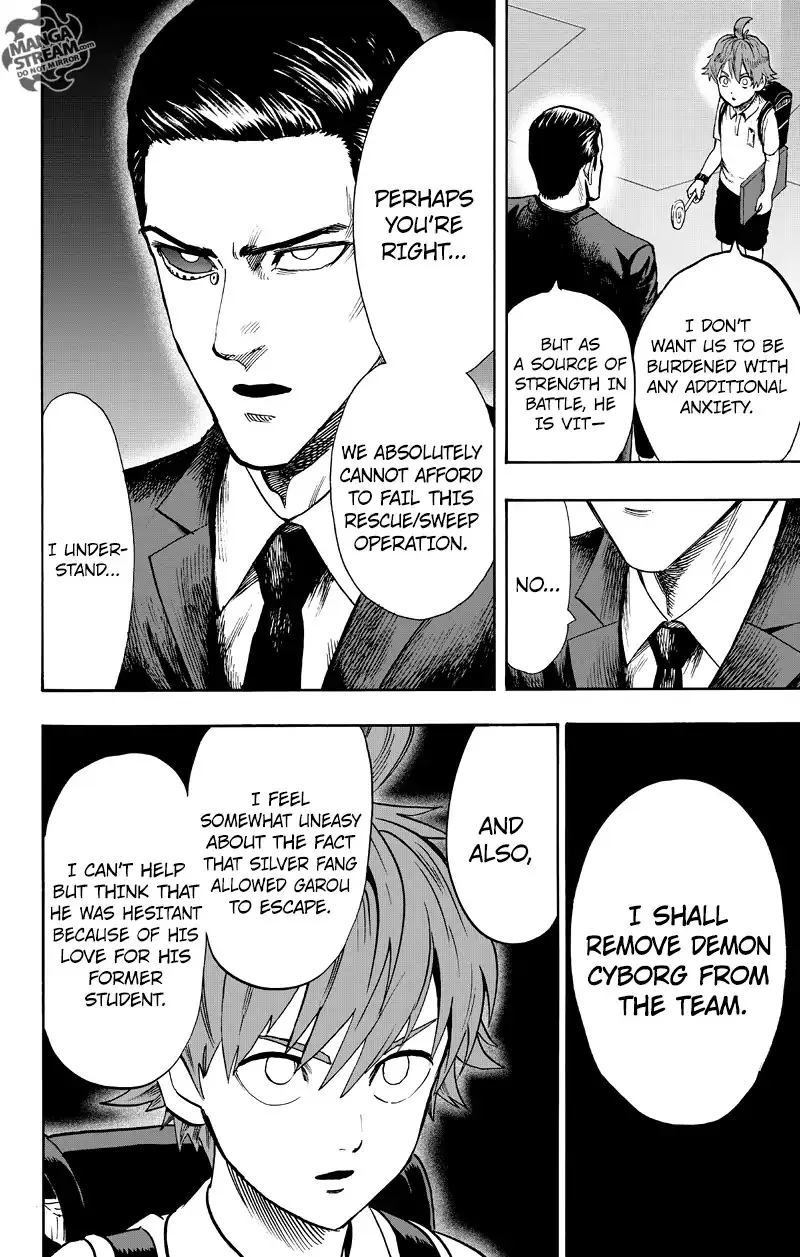 MANGA
STREAM.com
DO NOT MIRROR
I DON'T
WANT US TO BE
BURDENED WITH
ANY ADDITIONAL
ANXIETY.
BUT AS
A SOURCE OF
STRENGTH IN
BATTLE, HE
IS VIT—
NO...
PERHAPS
YOU'RE
RIGHT...
WE ABSOLUTELY
CANNOT AFFORD
TO FAIL THIS
RESCUE/SWEEP
OPERATION.
I UNDER-
STAND...
I SHALL
REMOVE DEMON
CYBORG FROM
THE TEAM.
AND
ALSO,
I FEEL
SOMEWHAT UNEASY
ABOUT THE FACT
THAT SILVER FANG
ALLOWED GAROU
TO ESCAPE.
I CAN'T HELP
BUT THINK THAT
HE WAS HESITANT
BECAUSE OF HIS
LOVE FOR HIS
FORMER
STUDENT.